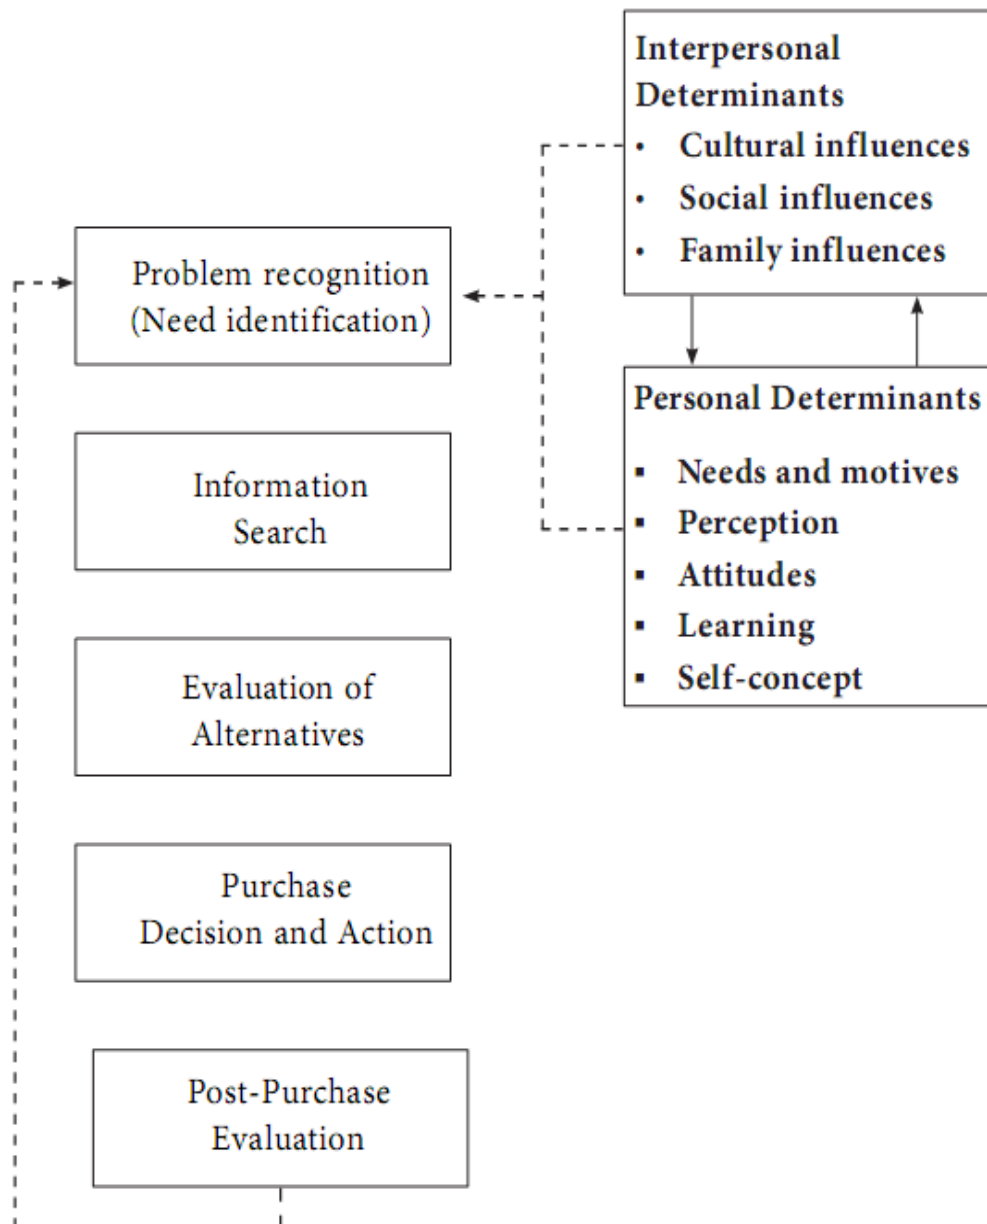 Interpersonal
Determinants
• Cultural influences
• Social influences
• Family influences
Problem recognition
(Need identification)
Personal Determinants
▪ Needs and motives
▪ Perception
▪ Attitudes
▪ Learning
▪ Self-concept
Information
Search
Evaluation of
Alternatives
Purchase
Decision and Action
Post-Purchase
Evaluation